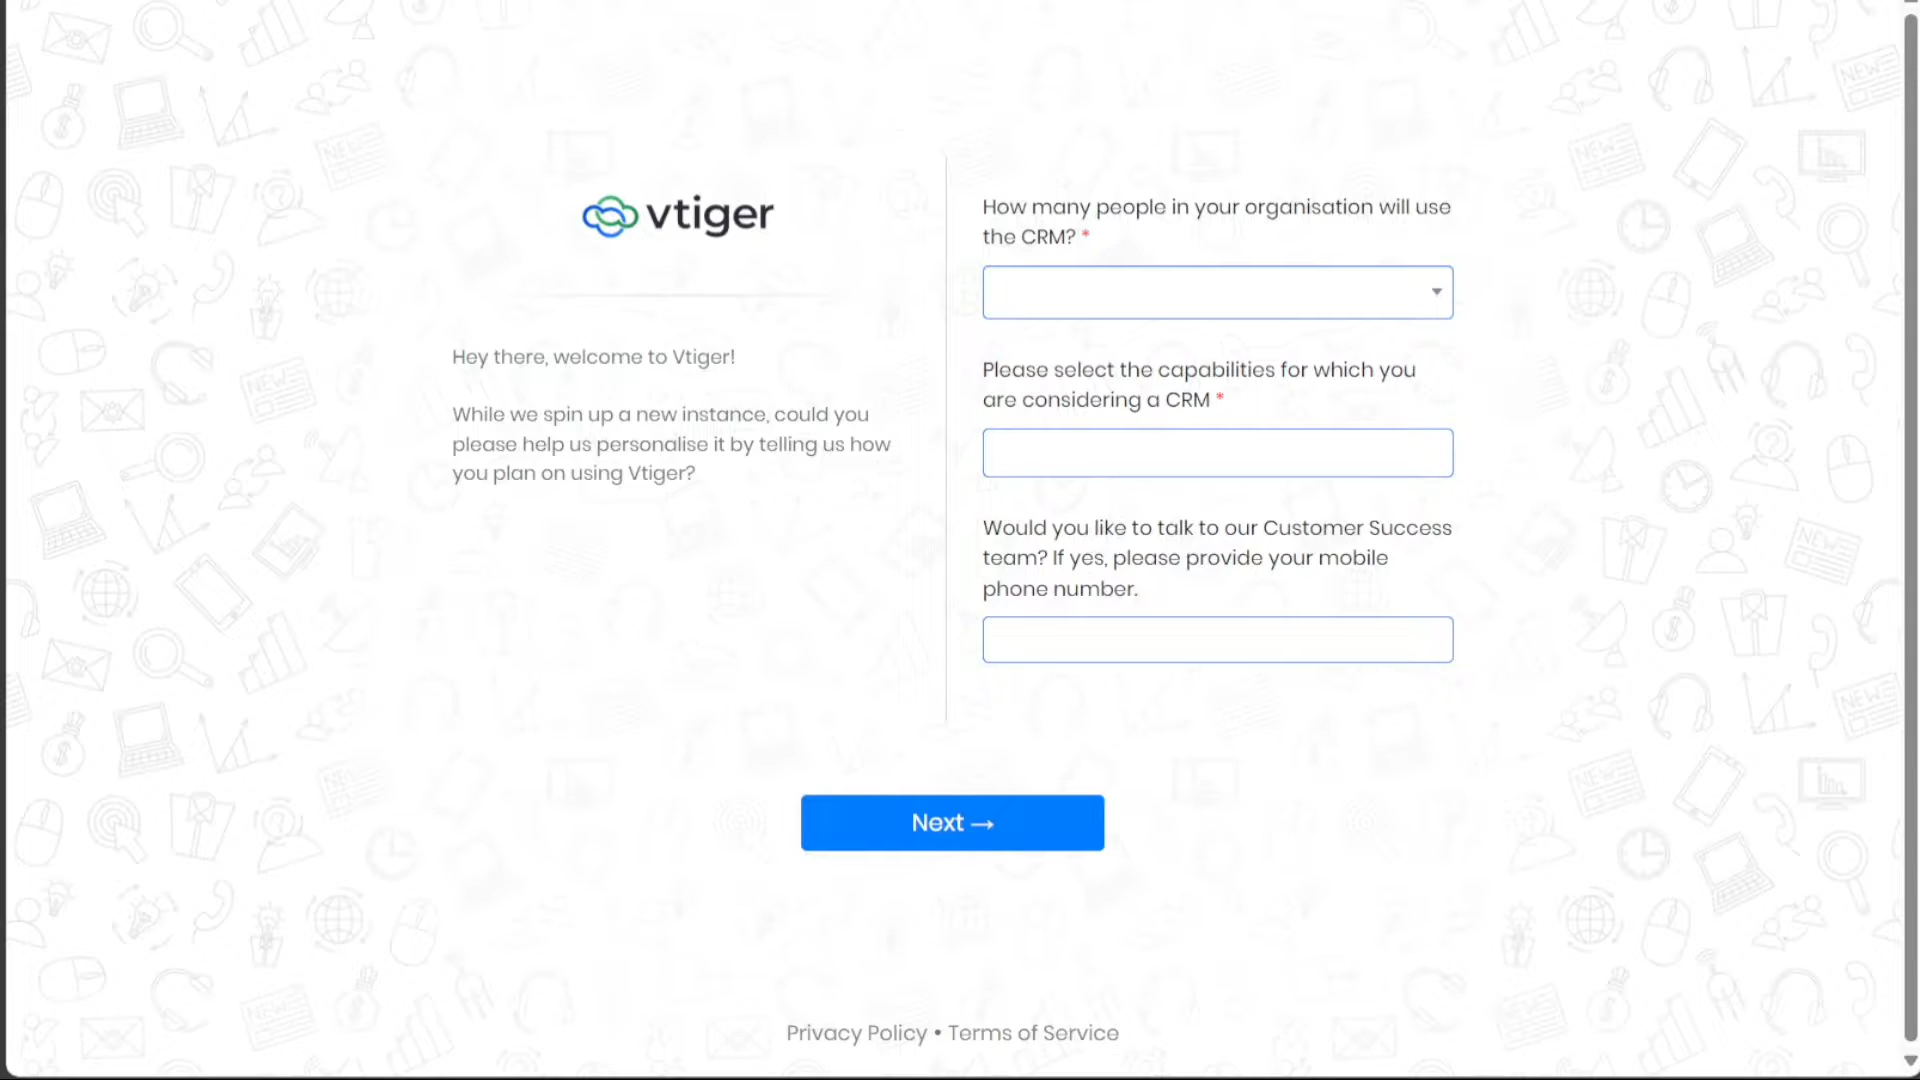 vtiger
Hey there, welcome to Vtiger!
While we spin up a new instance, could you
please help us personalise it by telling us how
you plan on using Vtiger?
How many people in your organisation will use
the CRM? *
Please select the capabilities for which you
are considering a CRM *
Would you like to talk to our Customer Success
team? If yes, please provide your mobile
phone number.
Next →
Privacy Policy • Terms of Service